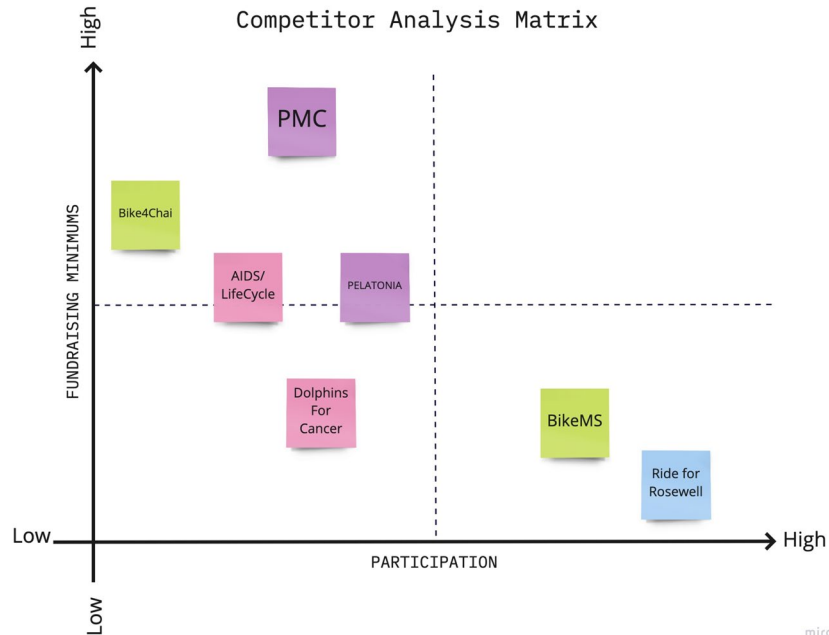 Competitor Analysis Matrix
High
PMC
Bike4Chai
FUNDRAISING MINIMUMS
AIDS/
LifeCycle
PELATONIA
Dolphins
For
Cancer
BikeMS
Ride for
Rosewell
Low
High
PARTICIPATION
Low
miro